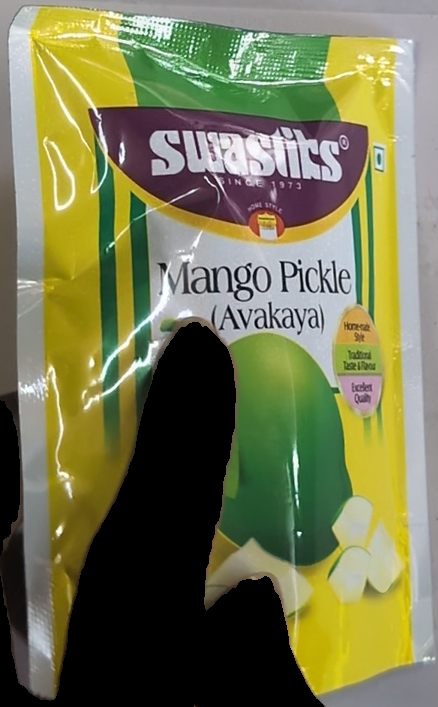 swastiks®
SINCE 1973
HOME STYLE
Mango Pickle
(Avakaya)
Home-made
Style
Traditional
Taste & Flavour
Excellent
Quality